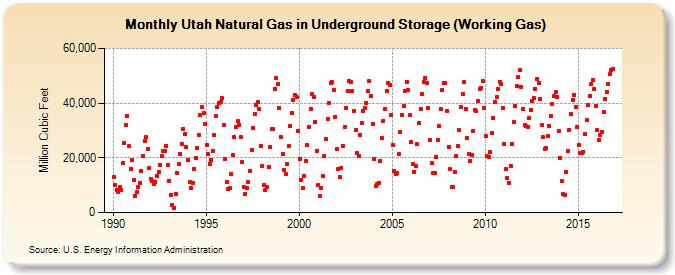 Monthly Utah Natural Gas in Underground Storage (Working Gas)
Million Cubic Feet
60,000
40,000
20,000
0
1990 1995 2000 2005 2010 2015
Source: U.S. Energy Information Administration